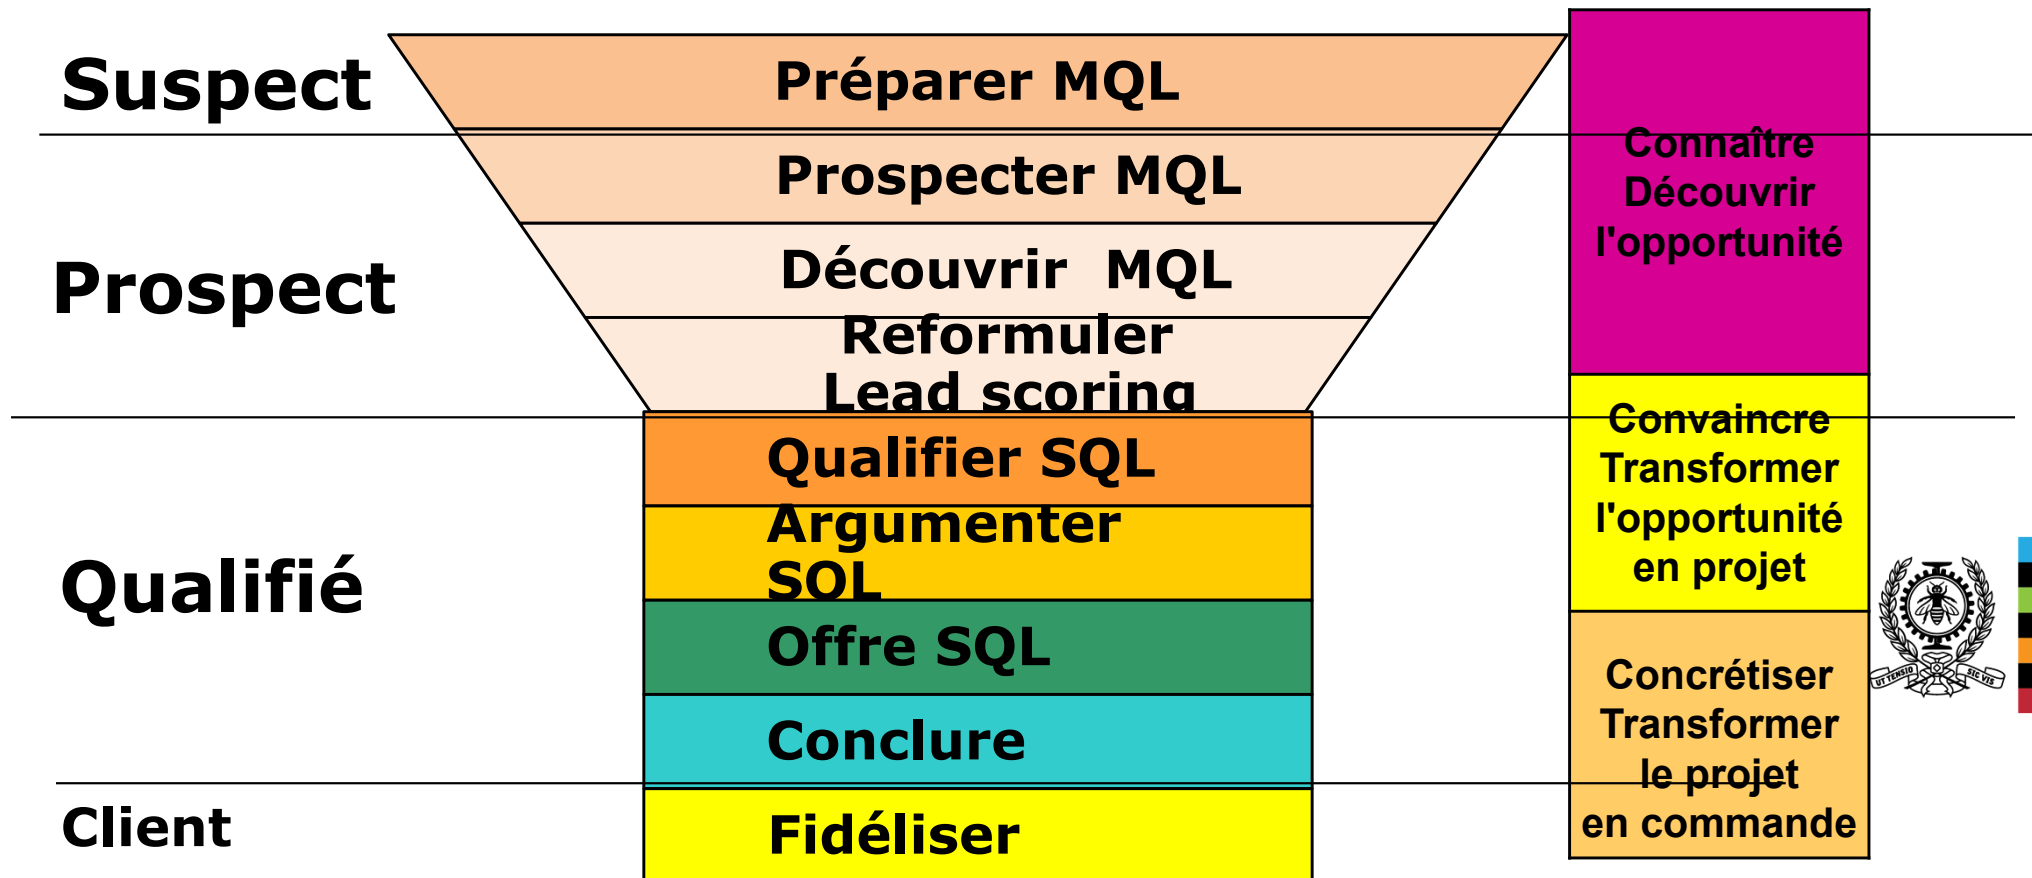 Suspect
Préparer MQL
Prospect
Prospecter MQL
Découvrir  MQL
Reformuler
Lead scoring
Qualifié
Qualifier SQL
Argumenter
SQL
Offre SQL
Conclure
Client
Fidéliser
Connaître
Découvrir
l'opportunité
Convaincre
Transformer
l'opportunité
en projet
Concrétiser
Transformer
le projet
en commande
UT TENSIO SIC VIS